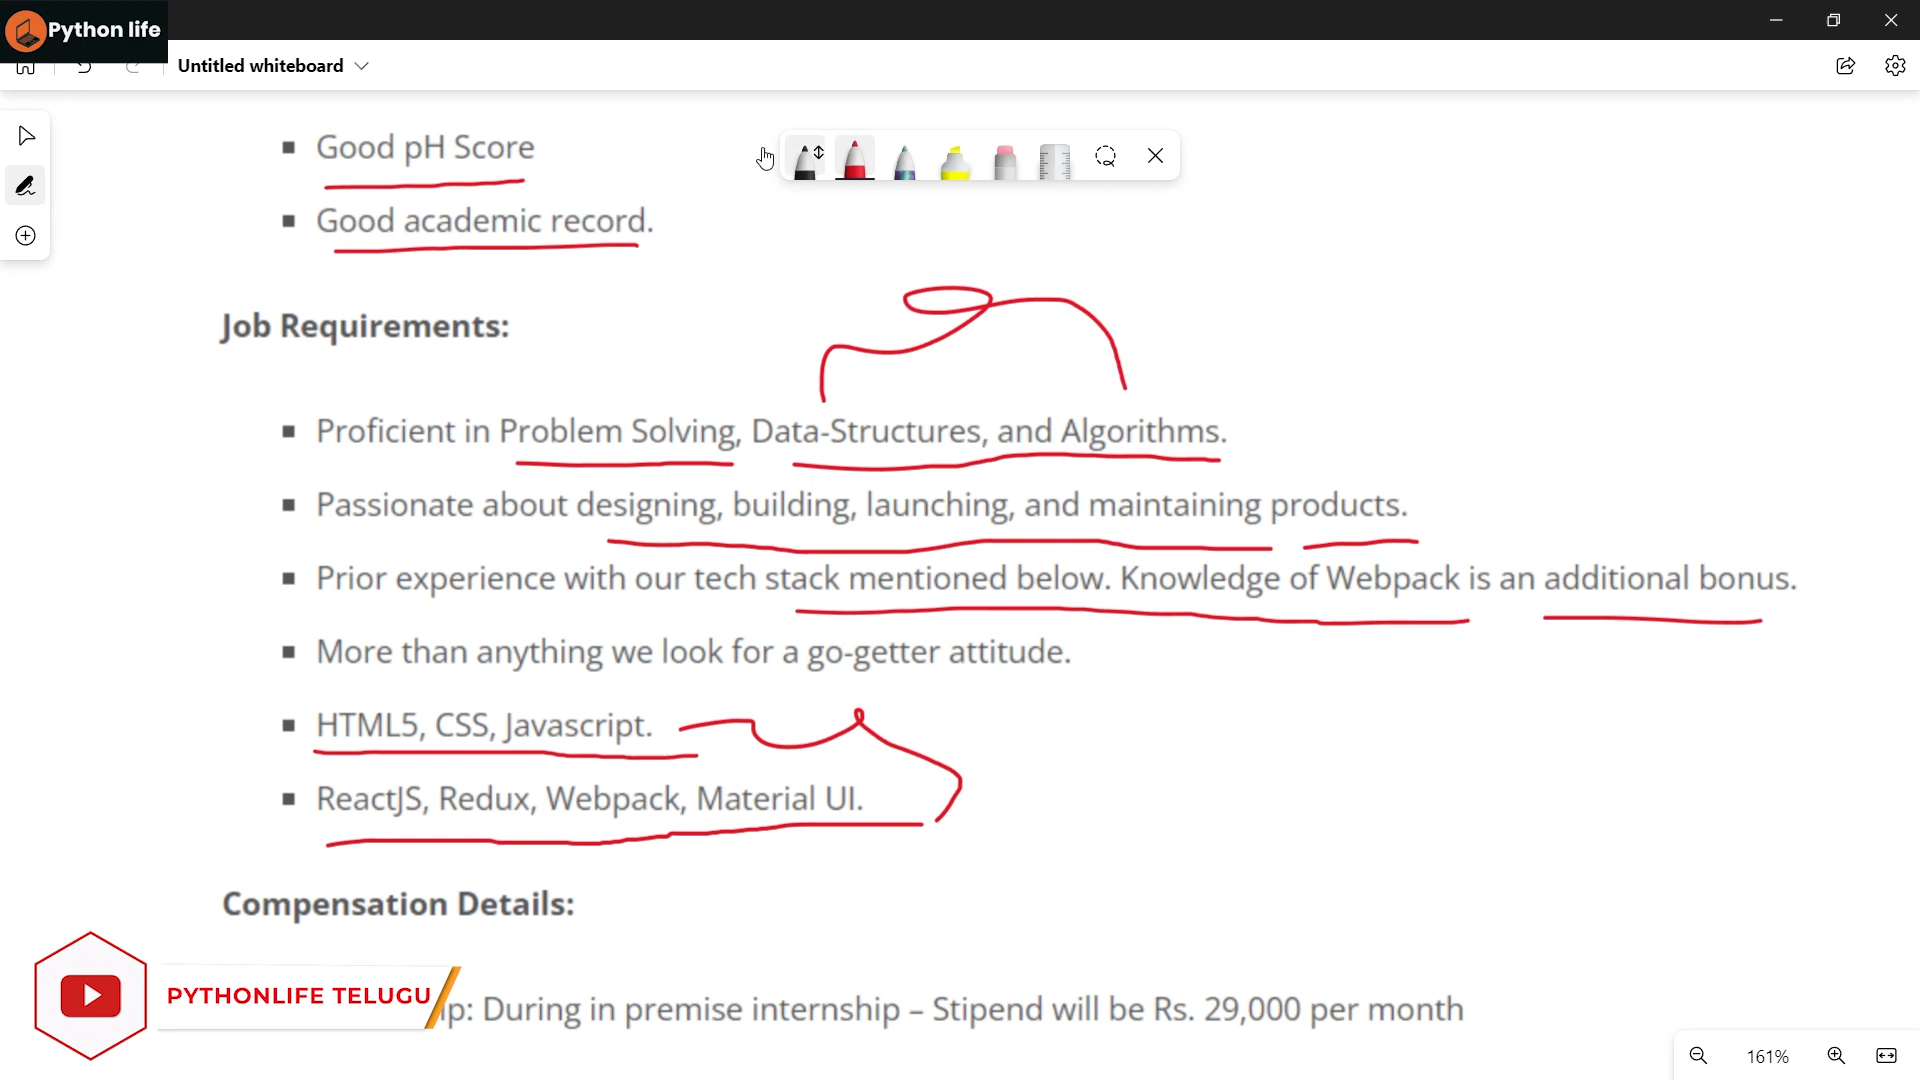 Python life
Untitled whiteboard
Good pH Score
Good academic record.
Job Requirements:
Proficient in Problem Solving, Data-Structures, and Algorithms.
Passionate about designing, building, launching, and maintaining products.
Prior experience with our tech stack mentioned below. Knowledge of Webpack is an additional bonus.
More than anything we look for a go-getter attitude.
HTML5, CSS, Javascript.
ReactJS, Redux, Webpack, Material UI.
Compensation Details:
PYTHONLIFE TELUGU
ip: During in premise internship – Stipend will be Rs. 29,000 per month
161%